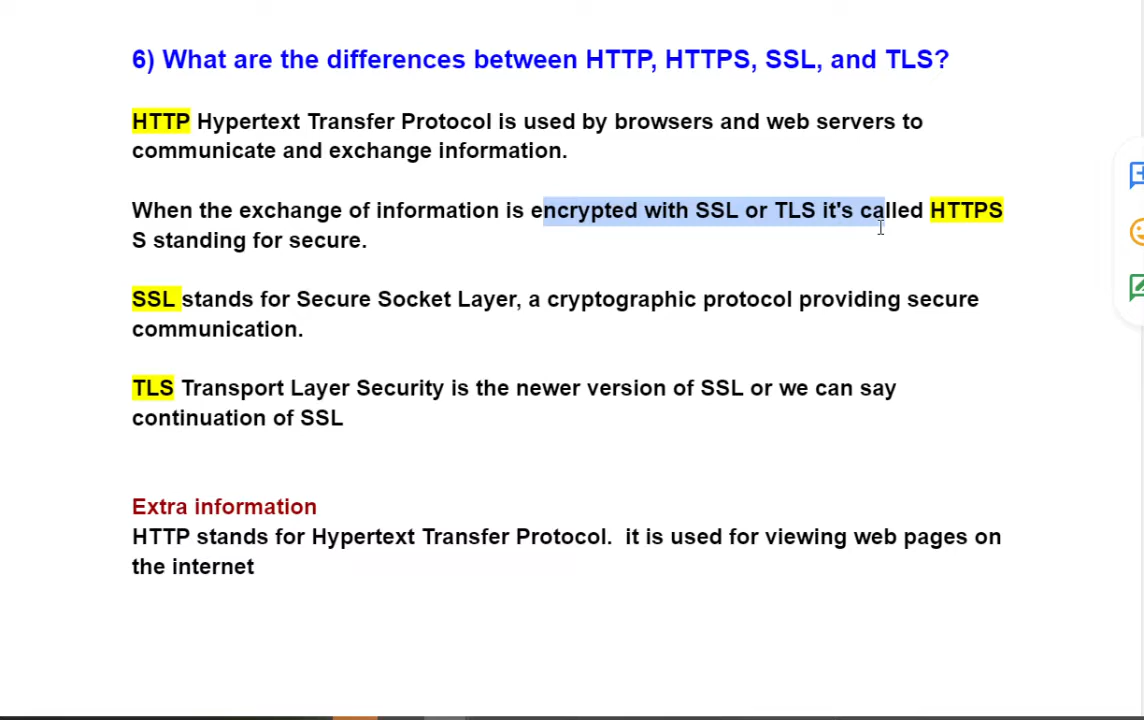 6) What are the differences between HTTP, HTTPS, SSL, and TLS?
HTTP Hypertext Transfer Protocol is used by browsers and web servers to
communicate and exchange information.
When the exchange of information is encrypted with SSL or TLS it's called HTTPS
S standing for secure.
SSL stands for Secure Socket Layer, a cryptographic protocol providing secure
communication.
TLS Transport Layer Security is the newer version of SSL or we can say
continuation of SSL
Extra information
HTTP stands for Hypertext Transfer Protocol.  it is used for viewing web pages on
the internet